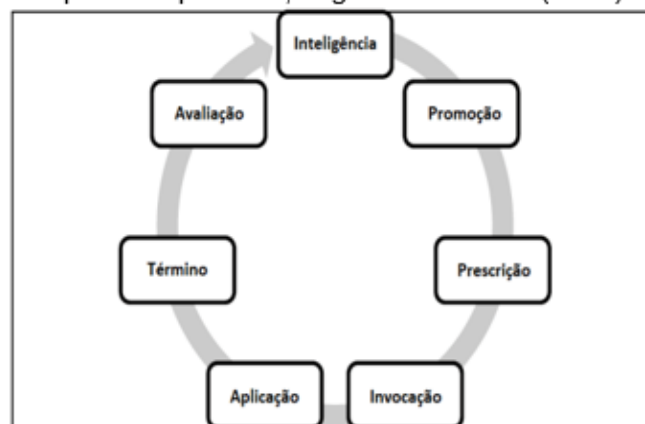 Inteligência
Promoção
Prescrição
Invocação
Aplicação
Término
Avaliação